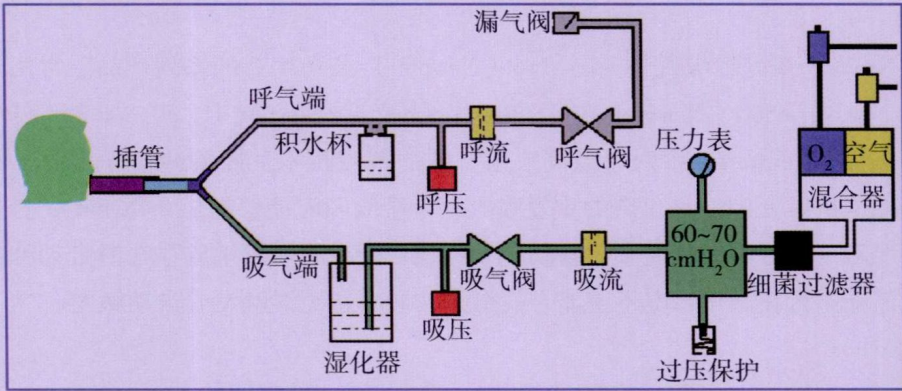 漏气阀
呼气端
积水杯
呼流
呼气阀
压力表
O₂
空气
混合器
插管
呼压
60~70
cmH₂O
吸气端
吸气阀
吸流
细菌过滤器
吸压
湿化器
过压保护